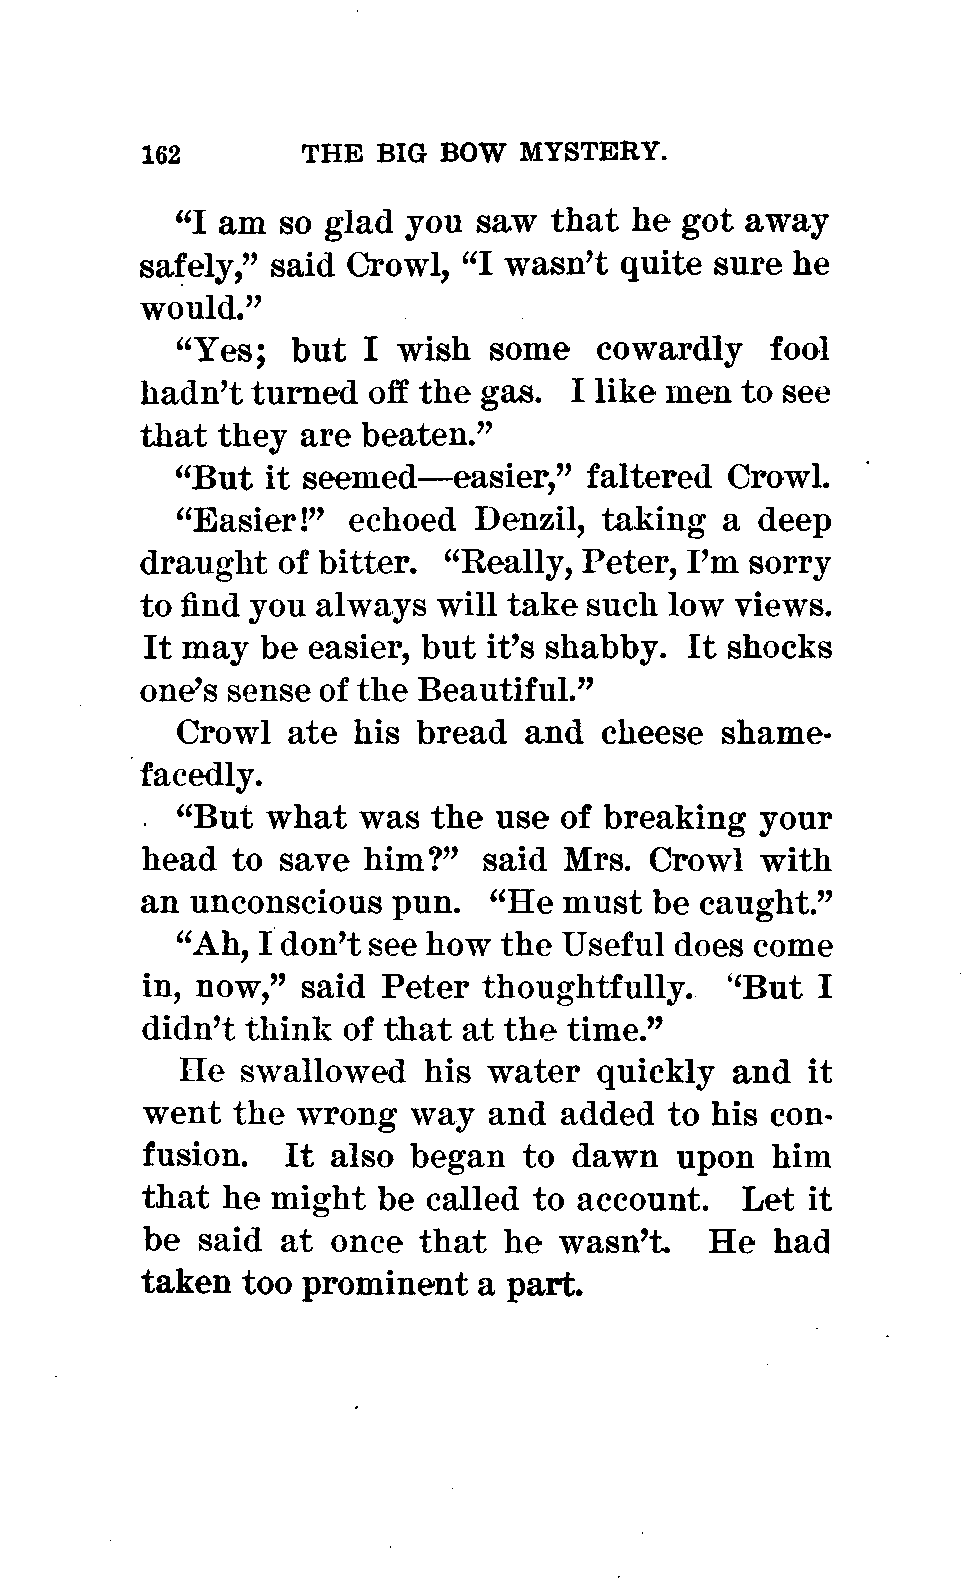 162 THE BIG BOW MYSTERY.
“I am so glad you saw that he got away
safely,” said Crowl, “I wasn’t quite sure he
would.”
“Yes; but I wish some cowardly fool
hadn’t turned off the gas. I like men to see
that they are beaten.”
“But it seemed—easier,” faltered Crowl.
“Easier!” echoed Denzil, taking a deep
draught of bitter. “Really, Peter, I’m sorry
to find you always will take such low views.
It may be easier, but it’s shabby. It shocks
one’s sense of the Beautiful.”
Crowl ate his bread and cheese shame-
facedly.
“But what was the use of breaking your
head to save him?” said Mrs. Crowl with
an unconscious pun. “He must be caught.”
“Ah, I don’t see how the Useful does come
in, now,” said Peter thoughtfully. “But I
didn’t think of that at the time.”
He swallowed his water quickly and it
went the wrong way and added to his con-
fusion. It also began to dawn upon him
that he might be called to account. Let it
be said at once that he wasn’t. He had
taken too prominent a part.